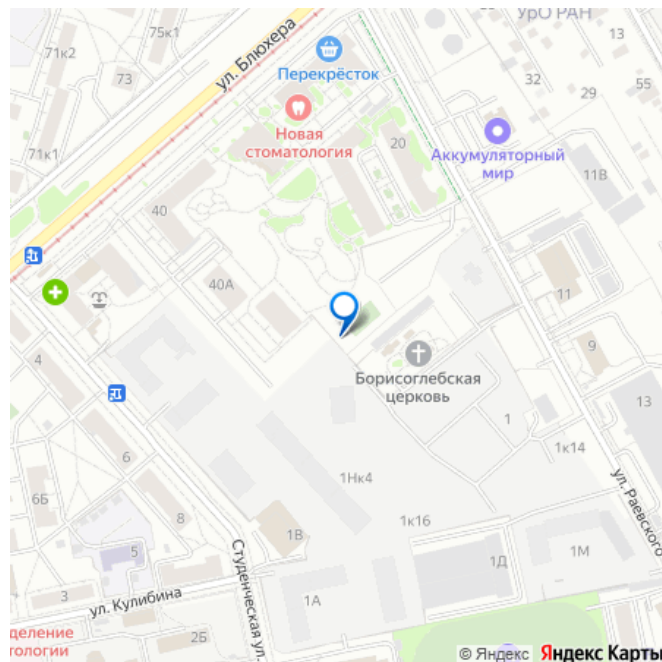 75к1
71к2
73
71к1
ул. Блюхера
Перекрёсток
УрО РАН
32
29
55
Новая
стоматология
20
Аккумуляторный
мир
11В
40
40А
11
9
4
Борисоглебская
церковь
13
1
1к14
6
1Нк4
6Б
8
1В
1к16
ул. Раевского
5
1Д
1М
3
ул. Кулибина
Студенческая ул.
1А
2Б
деление
тологии
© Яндекс Яндекс Карты